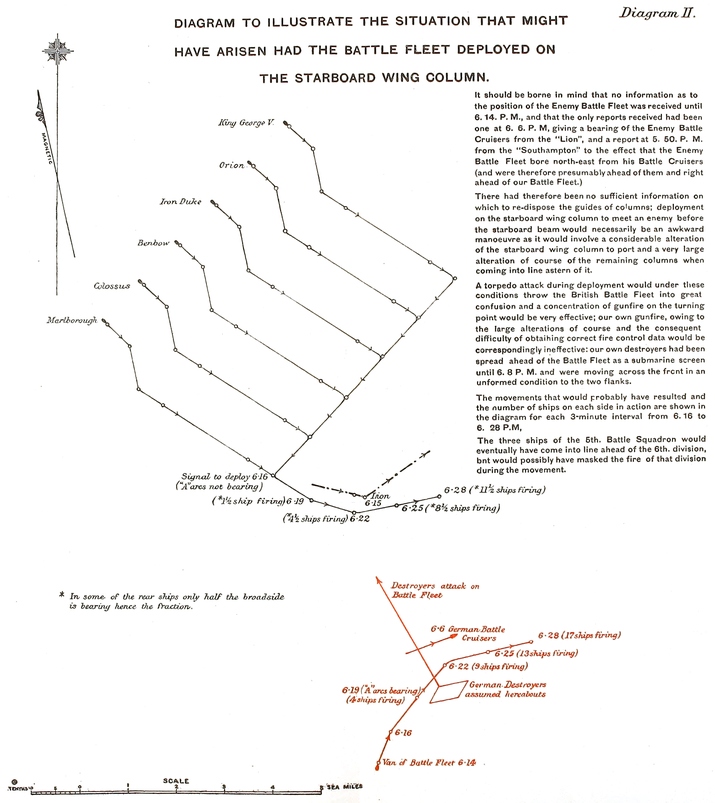 Diagram II.
DIAGRAM TO ILLUSTRATE THE SITUATION THAT MIGHT
HAVE ARISEN HAD THE BATTLE FLEET DEPLOYED ON
THE STARBOARD WING COLUMN.
MAGNETIC
King George V.
Orion
Iron Duke
Benbow
Colossus
Marlborough
It should be borne in mind that no information as to
the position of the Enemy Battle Fleet was received until
6. 14. P. M., and that the only reports received had been
one at 6. 6. P. M, giving a bearing of the Enemy Battle
Cruisers from the "Lion", and a report at 5. 50. P. M.
from the "Southampton" to the effect that the Enemy
Battle Fleet bore north-east from his Battle Cruisers
(and were therefore presumably ahead of them and right
ahead of our Battle Fleet.)
There had therefore been no sufficient information on
which to re-dispose the guides of columns; deployment
on the starboard wing column to meet an enemy before
the starboard beam would necessarily be an awkward
manoeuvre as it would involve a considerable alteration
of the starboard wing column to port and a very large
alteration of course of the remaining columns when
coming into line astern of it.
A torpedo attack during deployment would under these
conditions throw the British Battle Fleet into great
confusion and a concentration of gunfire on the turning
point would be very effective; our own gunfire, owing to
the large alterations of course and the consequent
difficulty of obtaining correct fire control data would be
correspondingly ineffective: our own destroyers had been
spread ahead of the Battle Fleet as a submarine screen
until 6. 8 P. M. and were moving across the front in an
unformed condition to the two flanks.
The movements that would probably have resulted and
the number of ships on each side in action are shown in
the diagram for each 3-minute interval from 6. 16 to
6. 28 P.M,
The three ships of the 5th. Battle Squadron would
eventually have come into line ahead of the 6th. division,
bnt would possibly have masked the fire of that division
during the movement.
Signal to deploy 6·16
("A" arcs not bearing)
(*1½ ship firing) 6·19
(*4½ ships firing) 6·22
Lion
6·15
6·25 (*8½ ships firing)
6·28 (*11½ ships firing)
* In some of the rear ships only half the broadside
is bearing hence the fraction.
Destroyers attack on
Battle Fleet
6·6 German Battle
Cruisers
6·28 (17 ships firing)
6·25 (13 ships firing)
6·22 (9 ships firing)
6·19 ("A" arcs bearing)
(4 ships firing)
German Destroyers
assumed hereabouts
6·16
Van of Battle Fleet 6·14
SCALE
SEA MILES